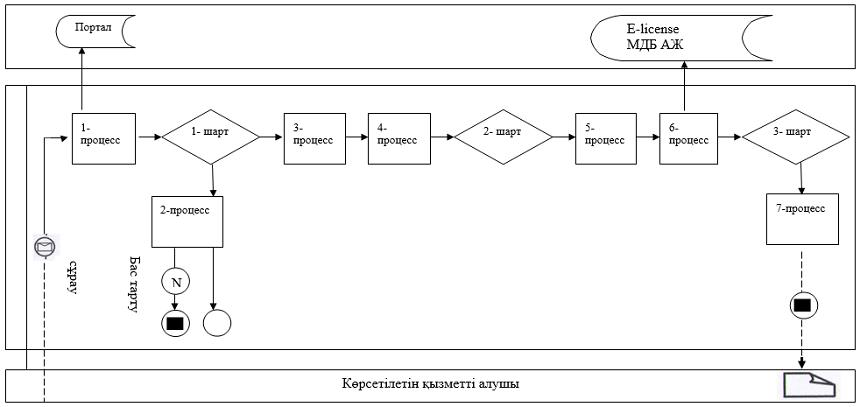 Портал
E-license
МДБ АЖ
1-
процесс
1- шарт
3-
процесс
4-
процесс
2- шарт
5-
процесс
6-
процесс
3- шарт
2-процесс
7-процесс
сұрау
Бас тарту
N
Көрсетілетін қызметті алушы